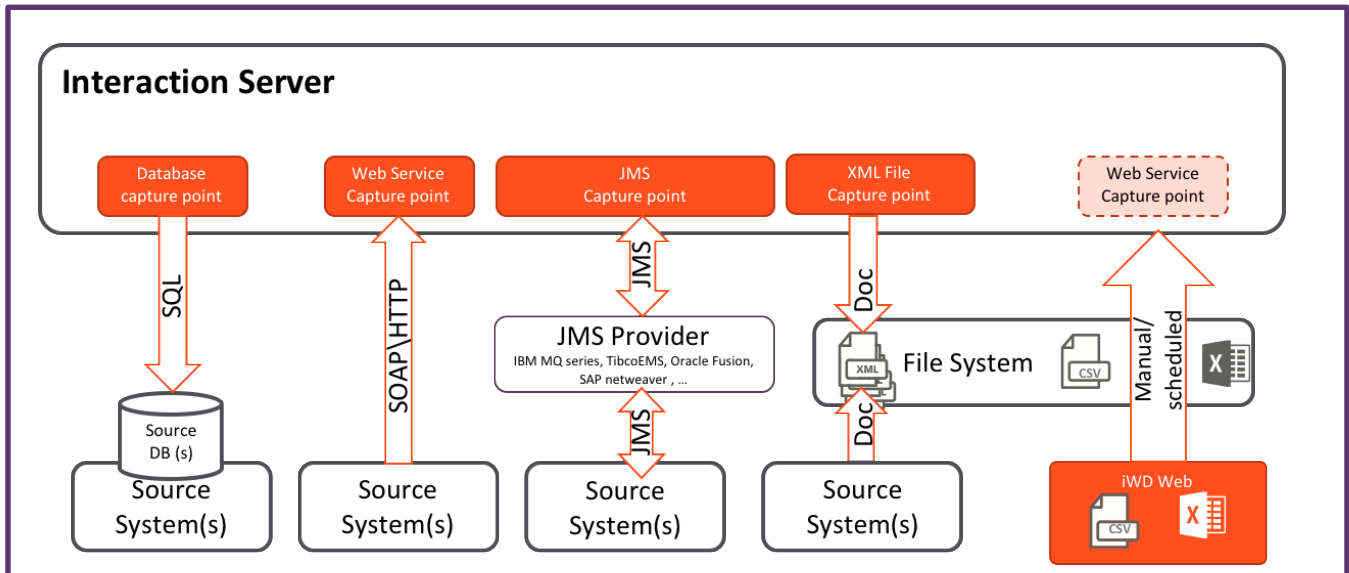 Interaction Server
Database
capture point
Web Service
Capture point
JMS
Capture point
XML File
Capture point
Web Service
Capture point
SQL
SOAP\HTTP
JMS
Doc
Manual/
scheduled
JMS Provider
IBM MQ series, TibcoEMS, Oracle Fusion,
SAP netweaver , ...
XML
File System
CSV
X
JMS
Doc
Source
DB (s)
Source
System(s)
Source
System(s)
Source
System(s)
Source
System(s)
iWD Web
CSV
X